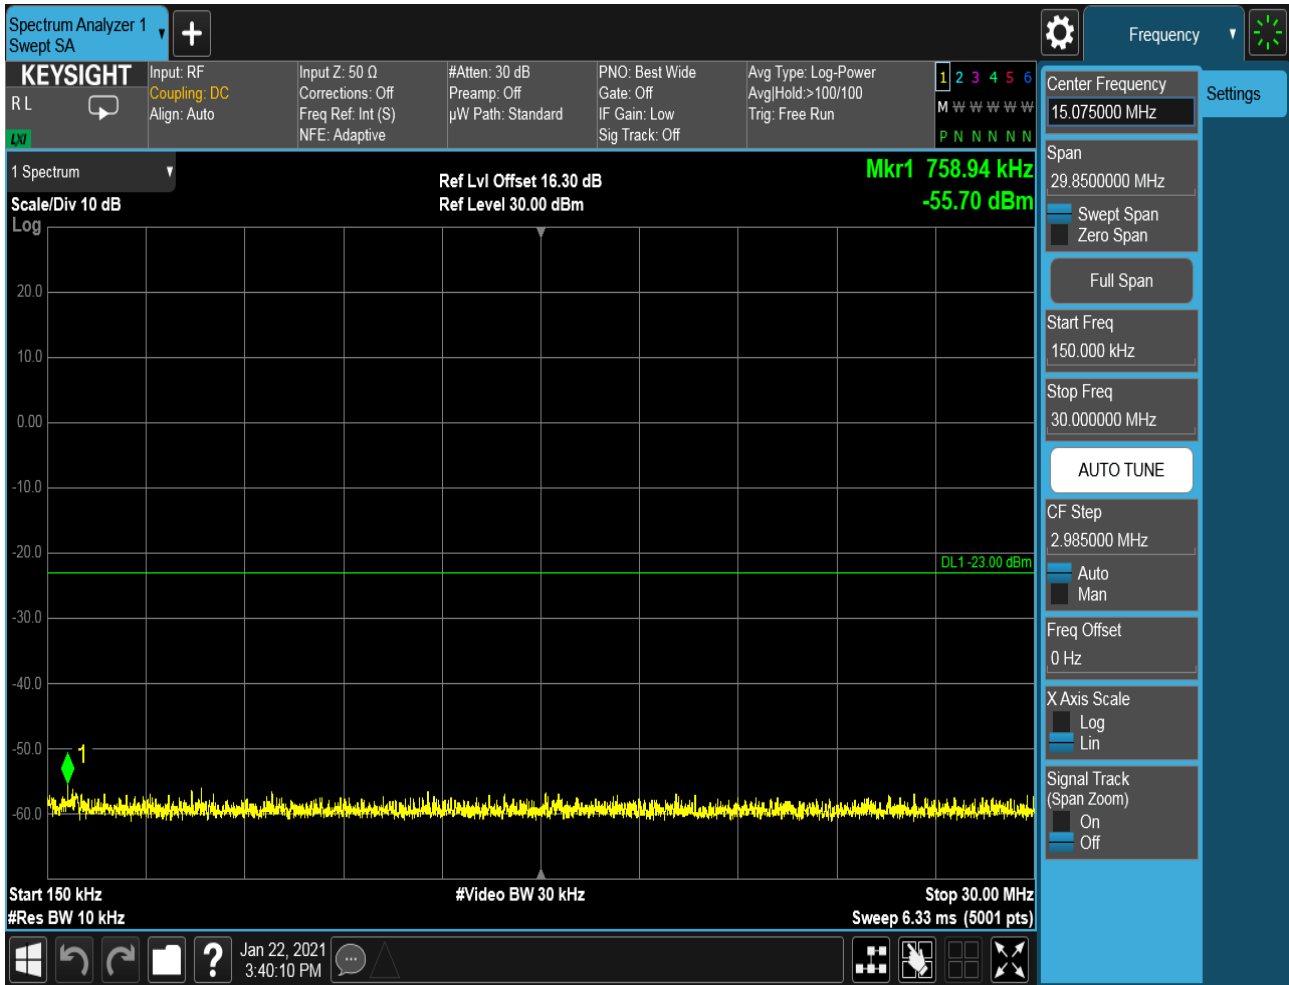 Spectrum Analyzer 1
Swept SA
Frequency
KEYSIGHT
R L
LXI
Input: RF
Coupling: DC
Align: Auto
Input Z: 50 Ω
Corrections: Off
Freq Ref: Int (S)
NFE: Adaptive
#Atten: 30 dB
Preamp: Off
µW Path: Standard
PNO: Best Wide
Gate: Off
IF Gain: Low
Sig Track: Off
Avg Type: Log-Power
Avg|Hold:>100/100
Trig: Free Run
1 2 3 4 5 6
M W W W W W
P N N N N N
1 Spectrum
Scale/Div 10 dB
Log
Ref Lvl Offset 16.30 dB
Ref Level 30.00 dBm
Mkr1 758.94 kHz
-55.70 dBm
20.0
10.0
0.00
-10.0
-20.0
DL1 -23.00 dBm
-30.0
-40.0
-50.0
1
-60.0
Start 150 kHz
#Video BW 30 kHz
Stop 30.00 MHz
#Res BW 10 kHz
Sweep 6.33 ms (5001 pts)
?
Jan 22, 2021
3:40:10 PM
Center Frequency
15.075000 MHz
Settings
Span
29.8500000 MHz
Swept Span
Zero Span
Full Span
Start Freq
150.000 kHz
Stop Freq
30.000000 MHz
AUTO TUNE
CF Step
2.985000 MHz
Auto
Man
Freq Offset
0 Hz
X Axis Scale
Log
Lin
Signal Track
(Span Zoom)
On
Off